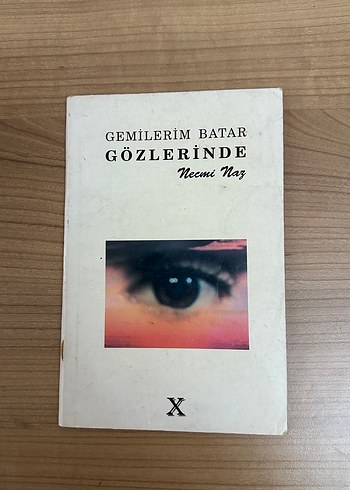 GEMİLERİM BATAR
GÖZLERİNDE
Necmi Naz
X